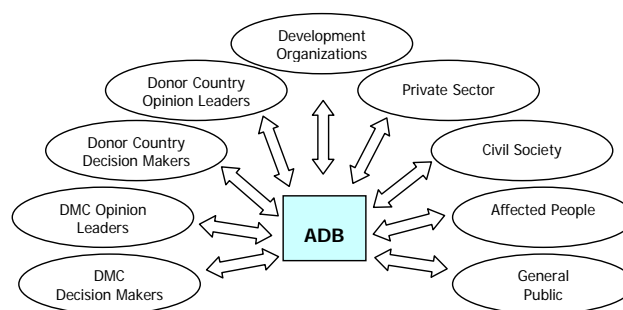 Development
Organizations
Donor Country
Opinion Leaders
Private Sector
Donor Country
Decision Makers
Civil Society
DMC Opinion
Leaders
Affected People
ADB
DMC
Decision Makers
General
Public